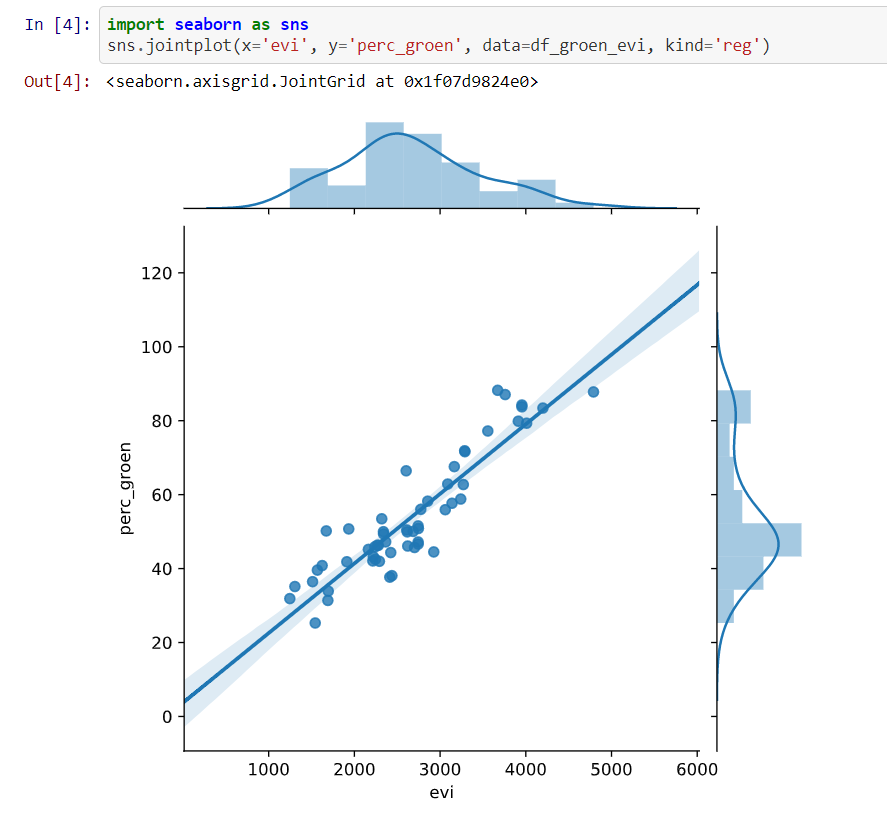 In [4]: import seaborn as sns
sns.jointplot(x='evi', y='perc_groen', data=df_groen_evi, kind='reg')
Out[4]: <seaborn.axisgrid.JointGrid at 0x1f07d9824e0>
120
100
80
60
40
20
0
perc_groen
1000 2000 3000 4000 5000 6000
evi